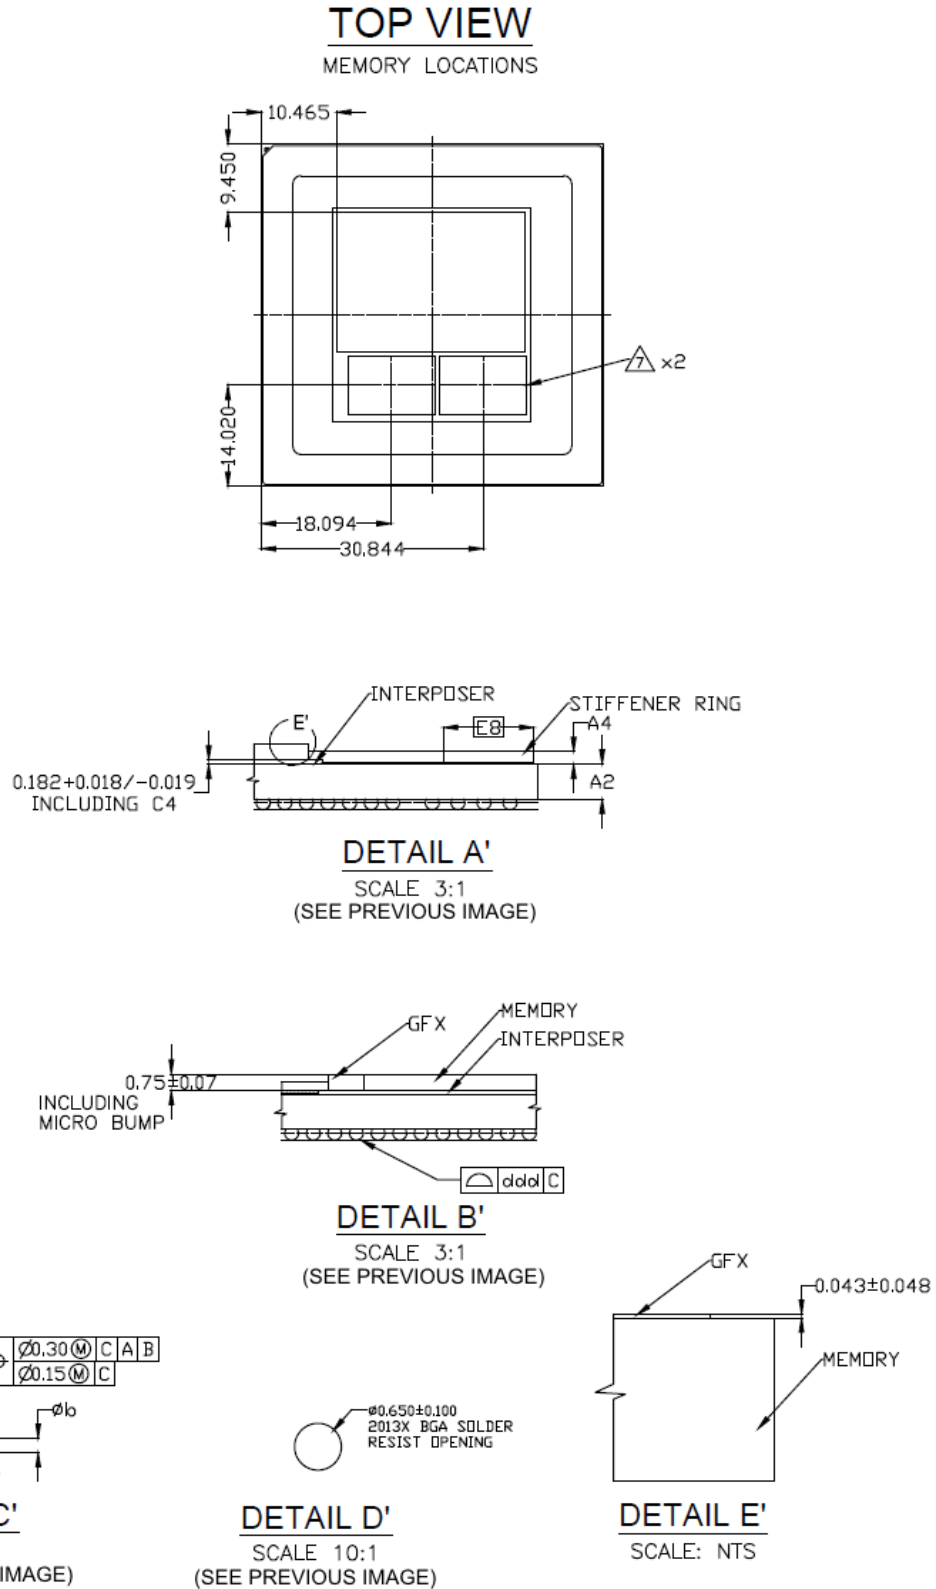 TOP VIEW
MEMORY LOCATIONS
10.465
9.450
7 x2
14.020
18.094
30.844
INTERPOSER
STIFFENER RING
E'
E8
A4
0.182+0.018/-0.019
INCLUDING C4
A2
DETAIL A'
SCALE 3:1
(SEE PREVIOUS IMAGE)
MEMORY
GFX
INTERPOSER
0.75±0.07
INCLUDING
MICRO BUMP
ddd C
DETAIL B'
SCALE 3:1
(SEE PREVIOUS IMAGE)
GFX
0.043±0.048
MEMORY
Ø0.30 Ⓜ C A B
Ø0.15 Ⓜ C
Øb
Ø0.650±0.100
2013X BGA SOLDER
RESIST OPENING
C'
DETAIL D'
DETAIL E'
SCALE 10:1
SCALE: NTS
IMAGE)
(SEE PREVIOUS IMAGE)